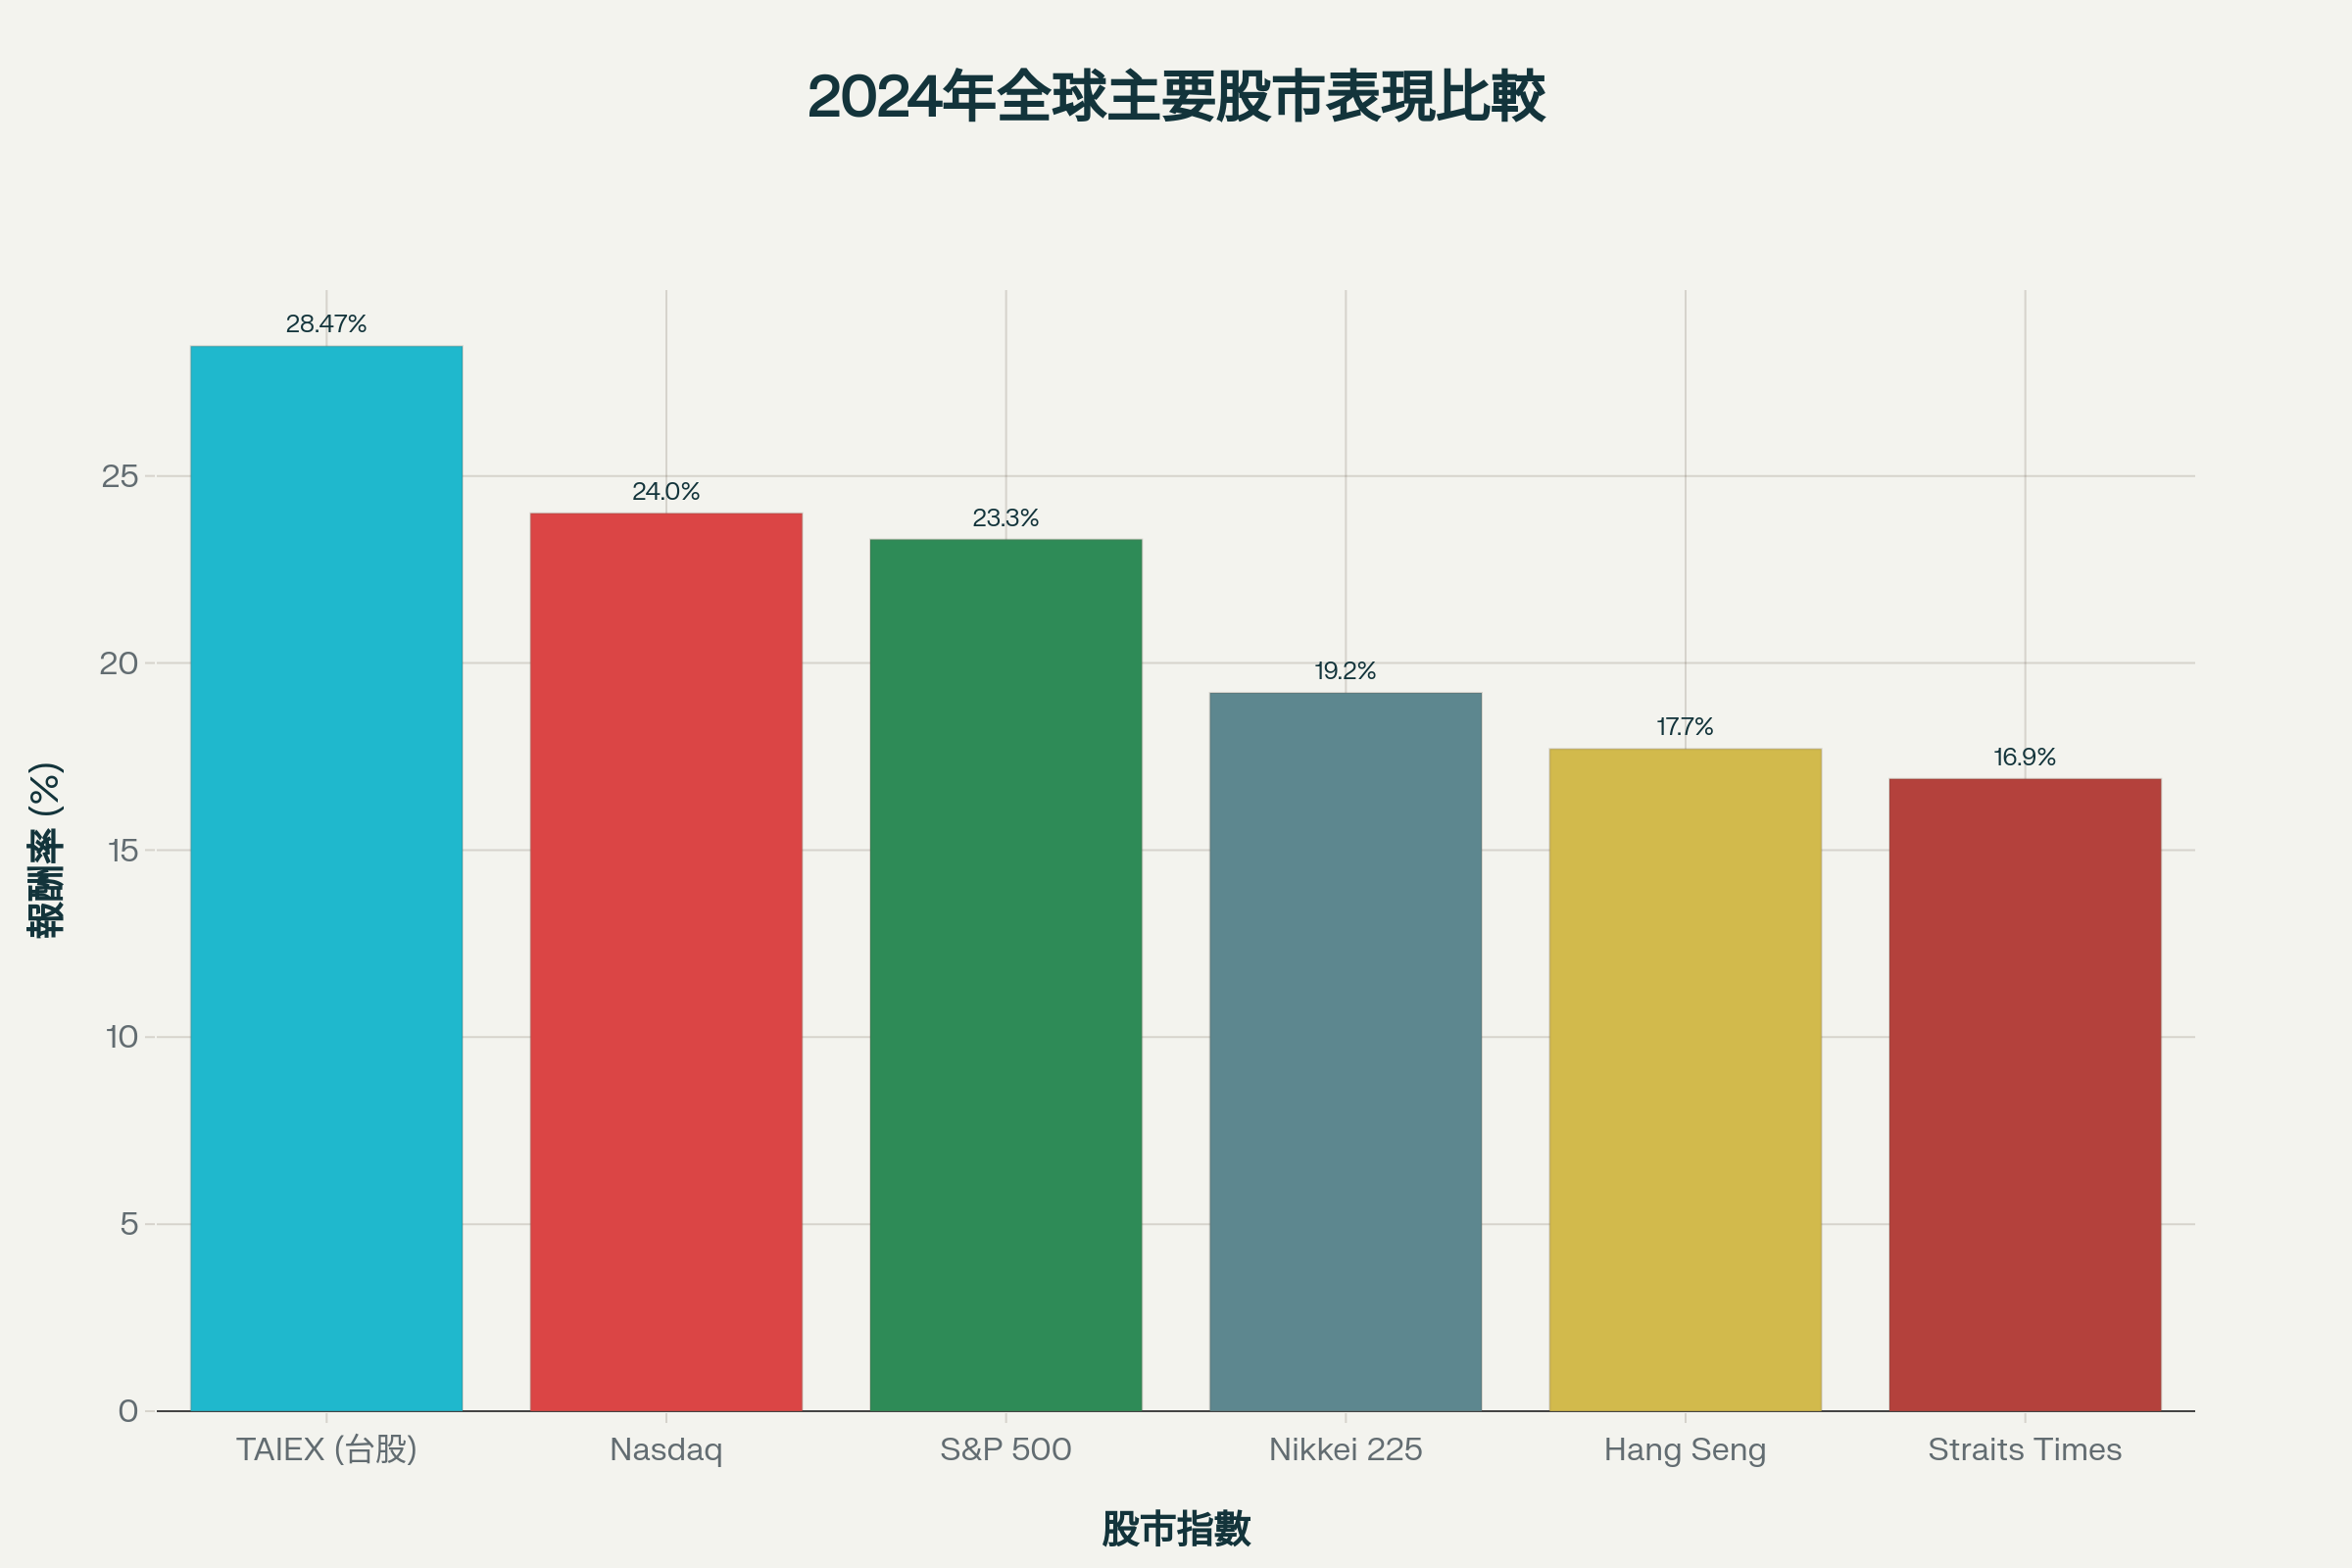 2024年全球主要股市表現比較
28.47%
24.0%
23.3%
19.2%
17.7%
16.9%
25
20
15
10
5
0
報酬率 (%)
TAIEX (台股)
Nasdaq
S&P 500
Nikkei 225
Hang Seng
Straits Times
股市指數